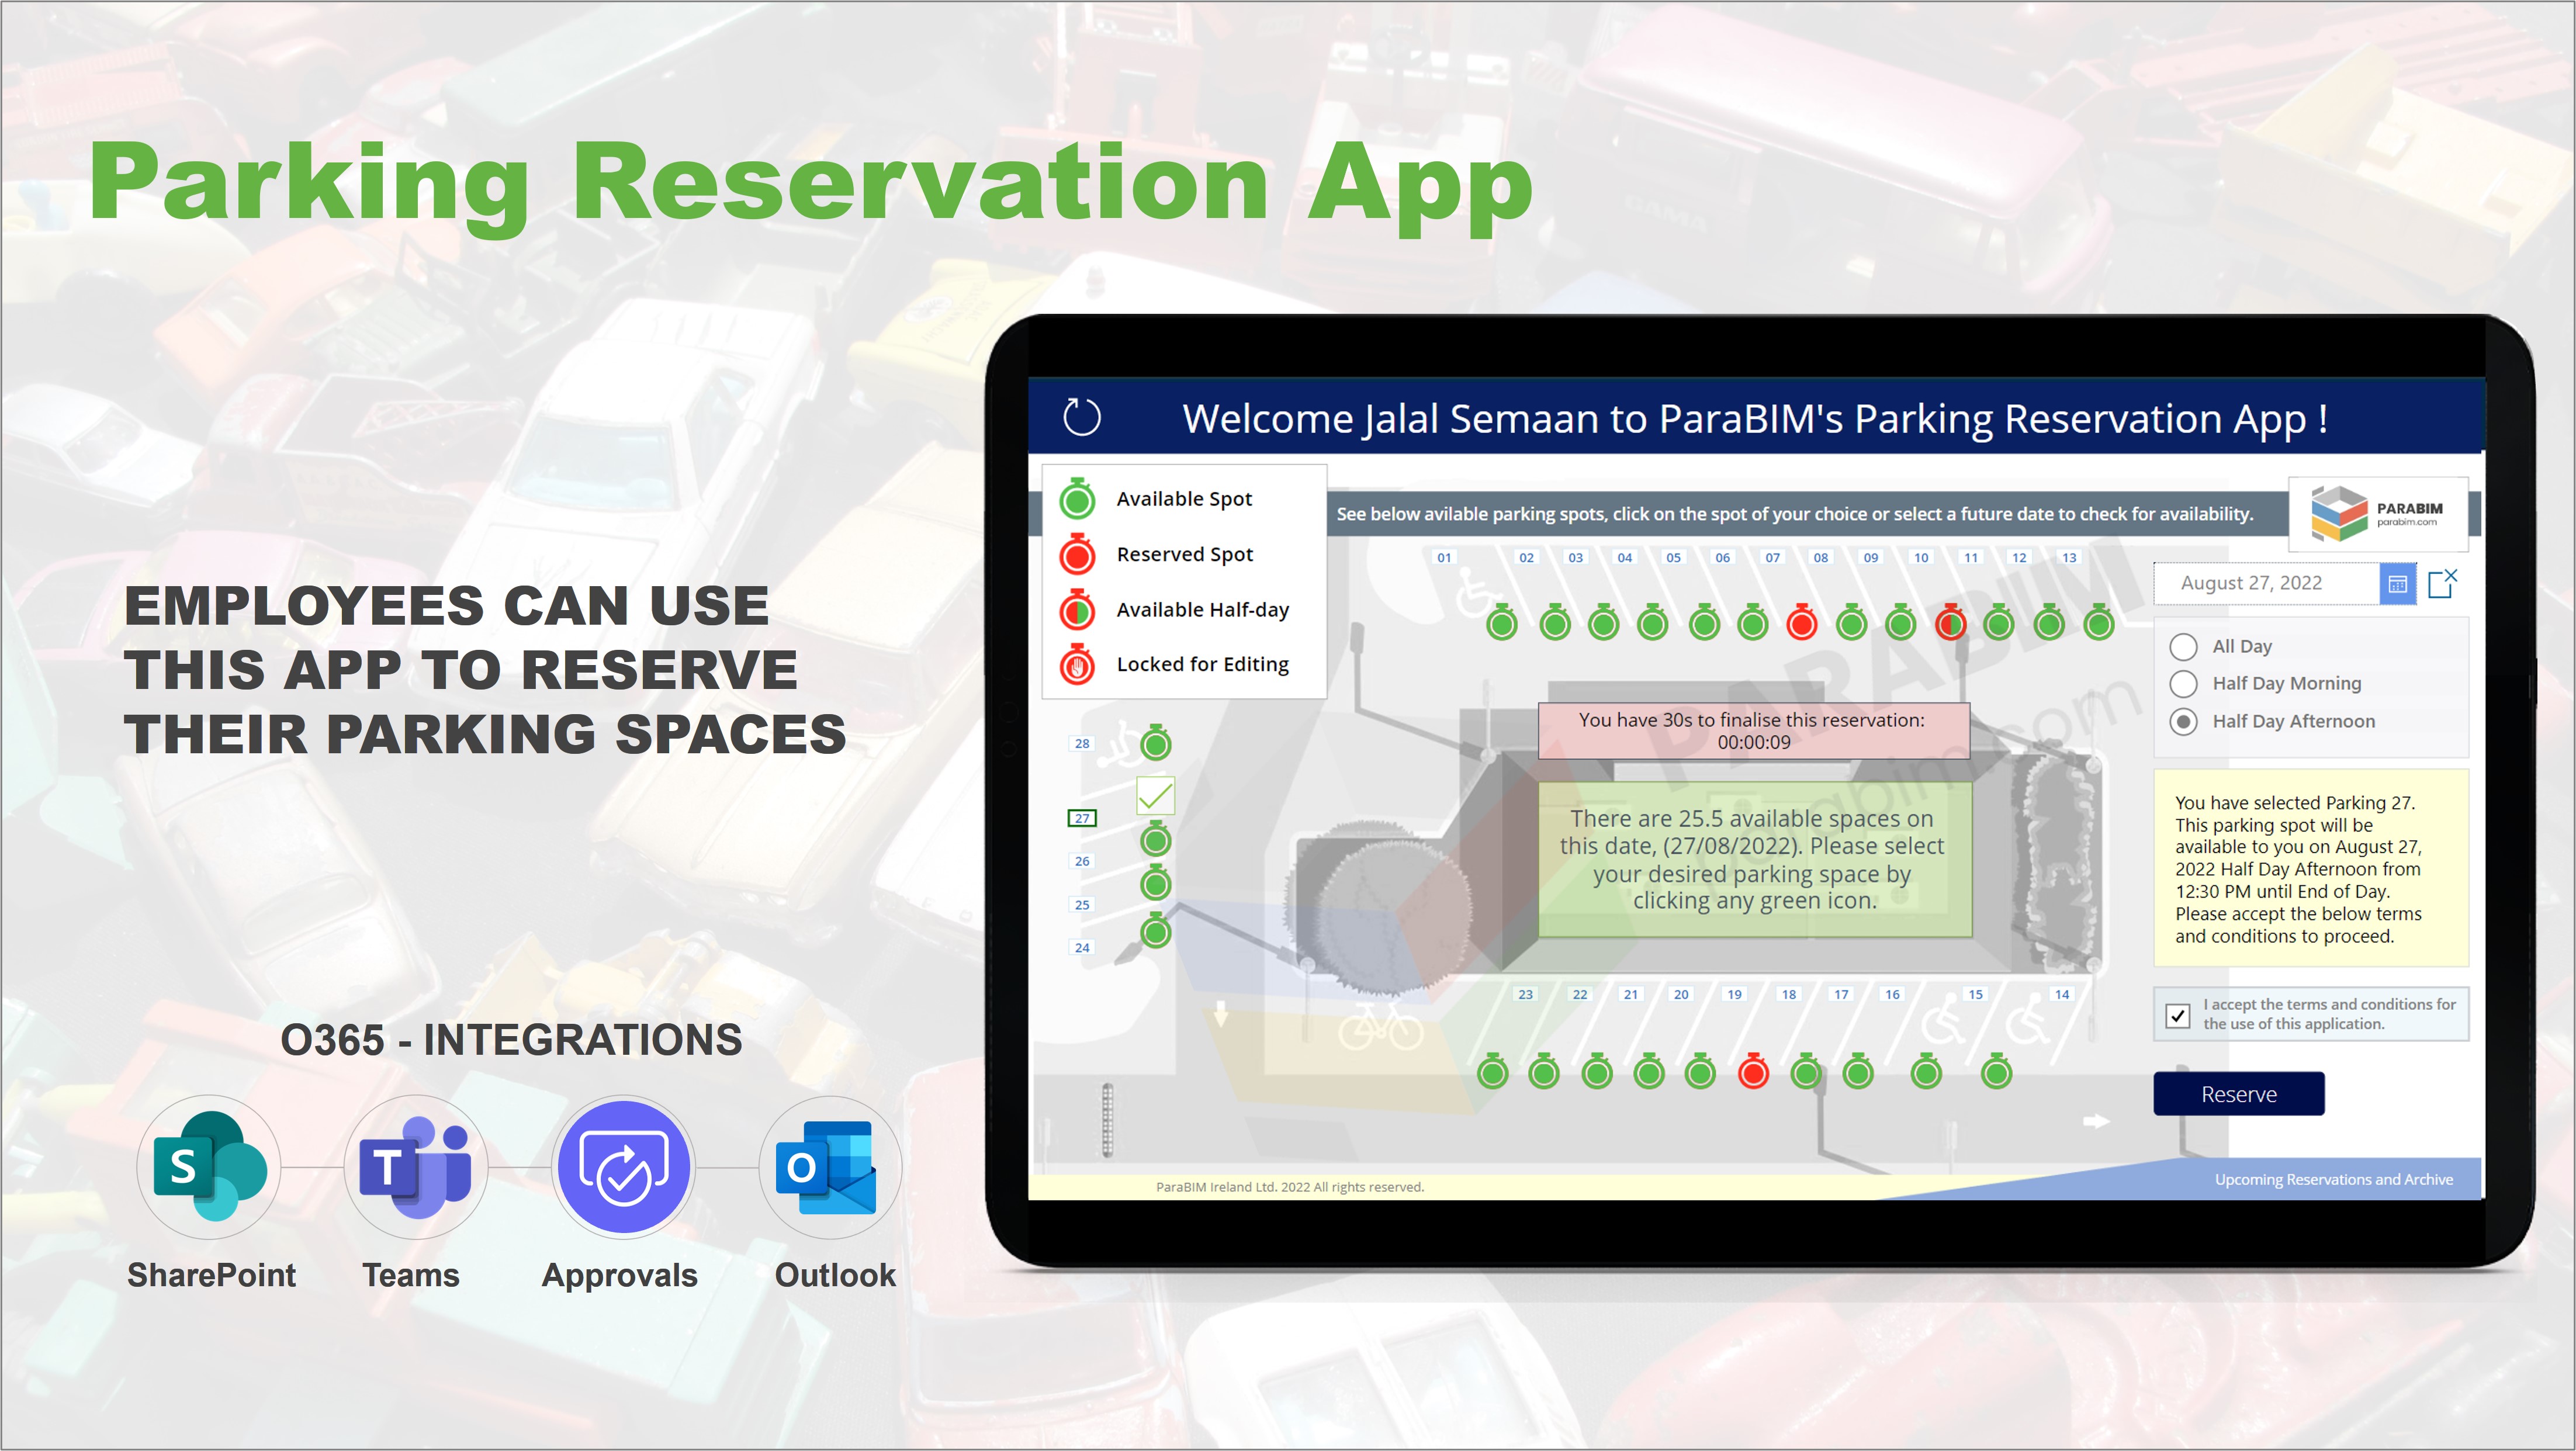 Parking Reservation App
EMPLOYEES CAN USE
THIS APP TO RESERVE
THEIR PARKING SPACES
O365 - INTEGRATIONS
S
T
O
SharePoint
Teams
Approvals
Outlook
Welcome Jalal Semaan to ParaBIM's Parking Reservation App !
Available Spot
Reserved Spot
Available Half-day
Locked for Editing
See below avilable parking spots, click on the spot of your choice or select a future date to check for availability.
PARABIM
parabim.com
01 02 03 04 05 06 07 08 09 10 11 12 13
August 27, 2022
All Day
Half Day Morning
Half Day Afternoon
PARABIM
parabim.com
You have 30s to finalise this reservation:
00:00:09
There are 25.5 available spaces on
this date, (27/08/2022). Please select
your desired parking space by
clicking any green icon.
28
27
26
25
24
You have selected Parking 27.
This parking spot will be
available to you on August 27,
2022 Half Day Afternoon from
12:30 PM until End of Day.
Please accept the below terms
and conditions to proceed.
23 22 21 20 19 18 17 16 15 14
I accept the terms and conditions for
the use of this application.
Reserve
ParaBIM Ireland Ltd. 2022 All rights reserved.
Upcoming Reservations and Archive
GAMA